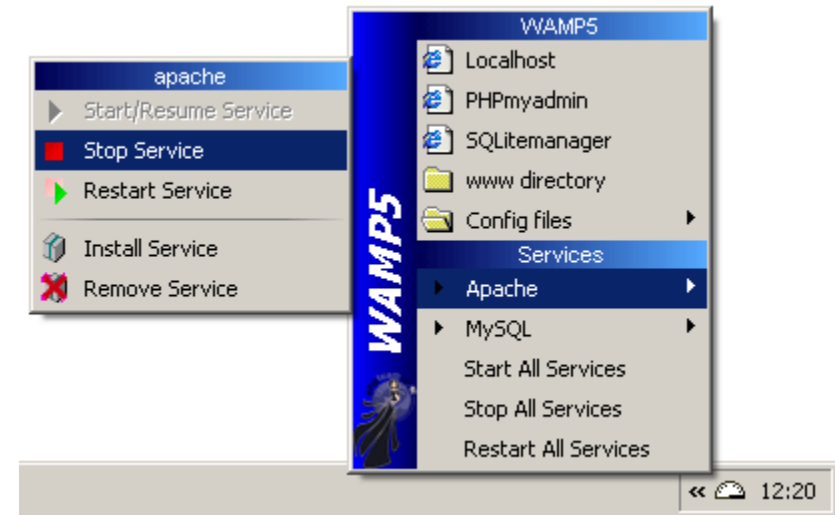 apache
Start/Resume Service
Stop Service
Restart Service
Install Service
Remove Service
WAMP5
WAMP5
Localhost
PHPmyadmin
SQLitemanager
www directory
Config files
Services
Apache
MySQL
Start All Services
Stop All Services
Restart All Services
« 12:20